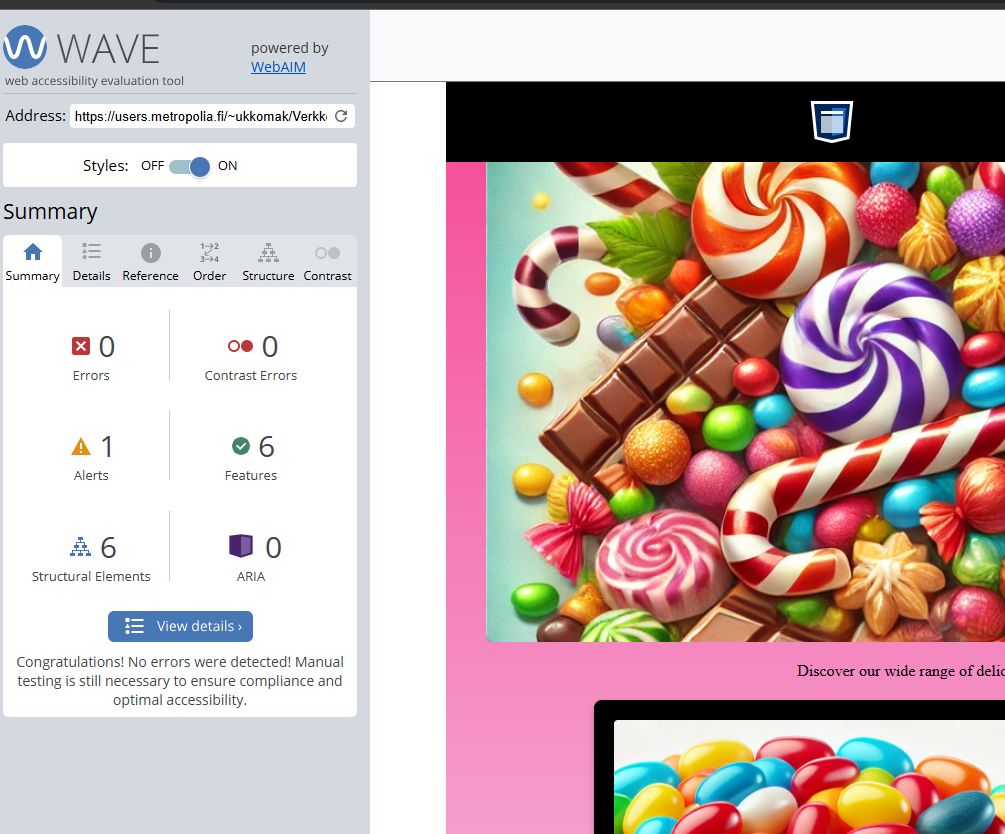 WAVE
web accessibility evaluation tool
powered by
WebAIM
Address: https://users.metropolia.fi/~ukkomak/Verkk
Styles: OFF ON
Summary
Summary Details Reference Order Structure Contrast
0
Errors
0
Contrast Errors
1
Alerts
6
Features
6
Structural Elements
0
ARIA
View details ›
Congratulations! No errors were detected! Manual
testing is still necessary to ensure compliance and
optimal accessibility.
Discover our wide range of